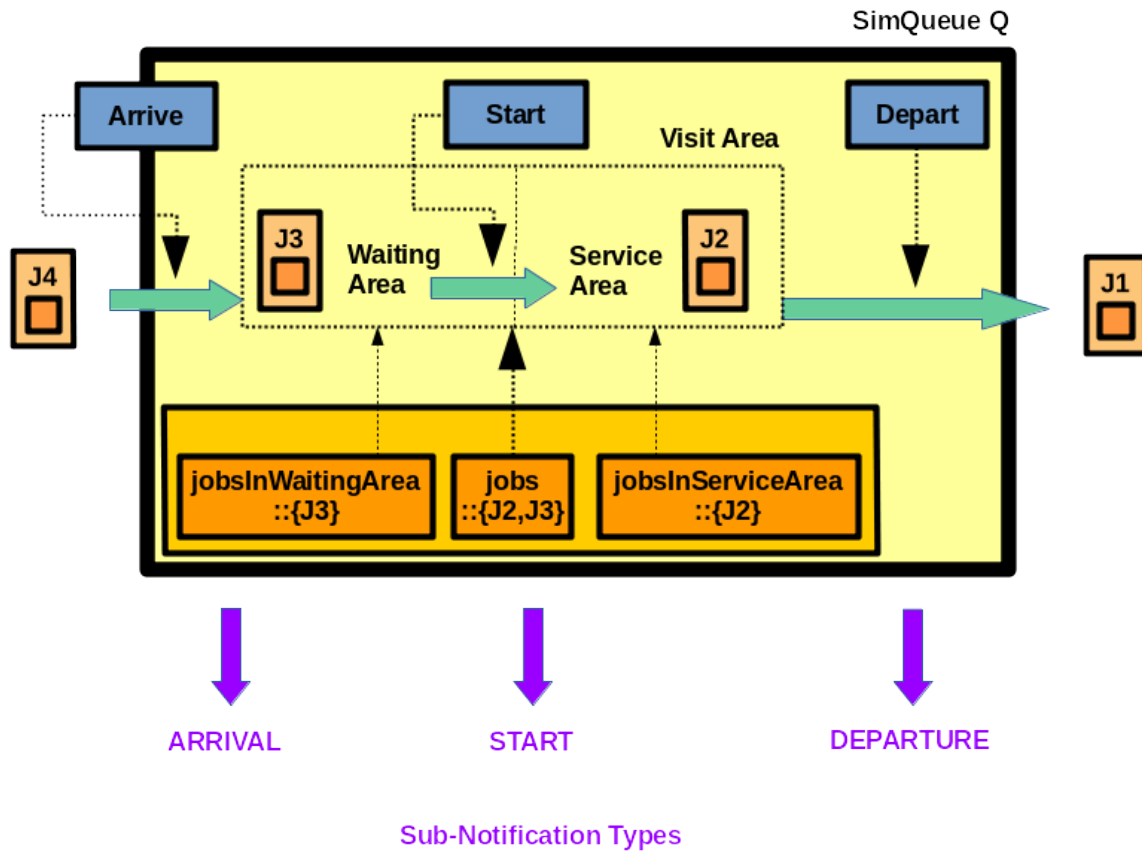 SimQueue Q
Arrive
Start
Depart
Visit Area
J4
J3
Waiting
Area
Service
Area
J2
J1
jobsInWaitingArea
::{J3}
jobs
::{J2,J3}
jobsInServiceArea
::{J2}
ARRIVAL
START
DEPARTURE
Sub-Notification Types